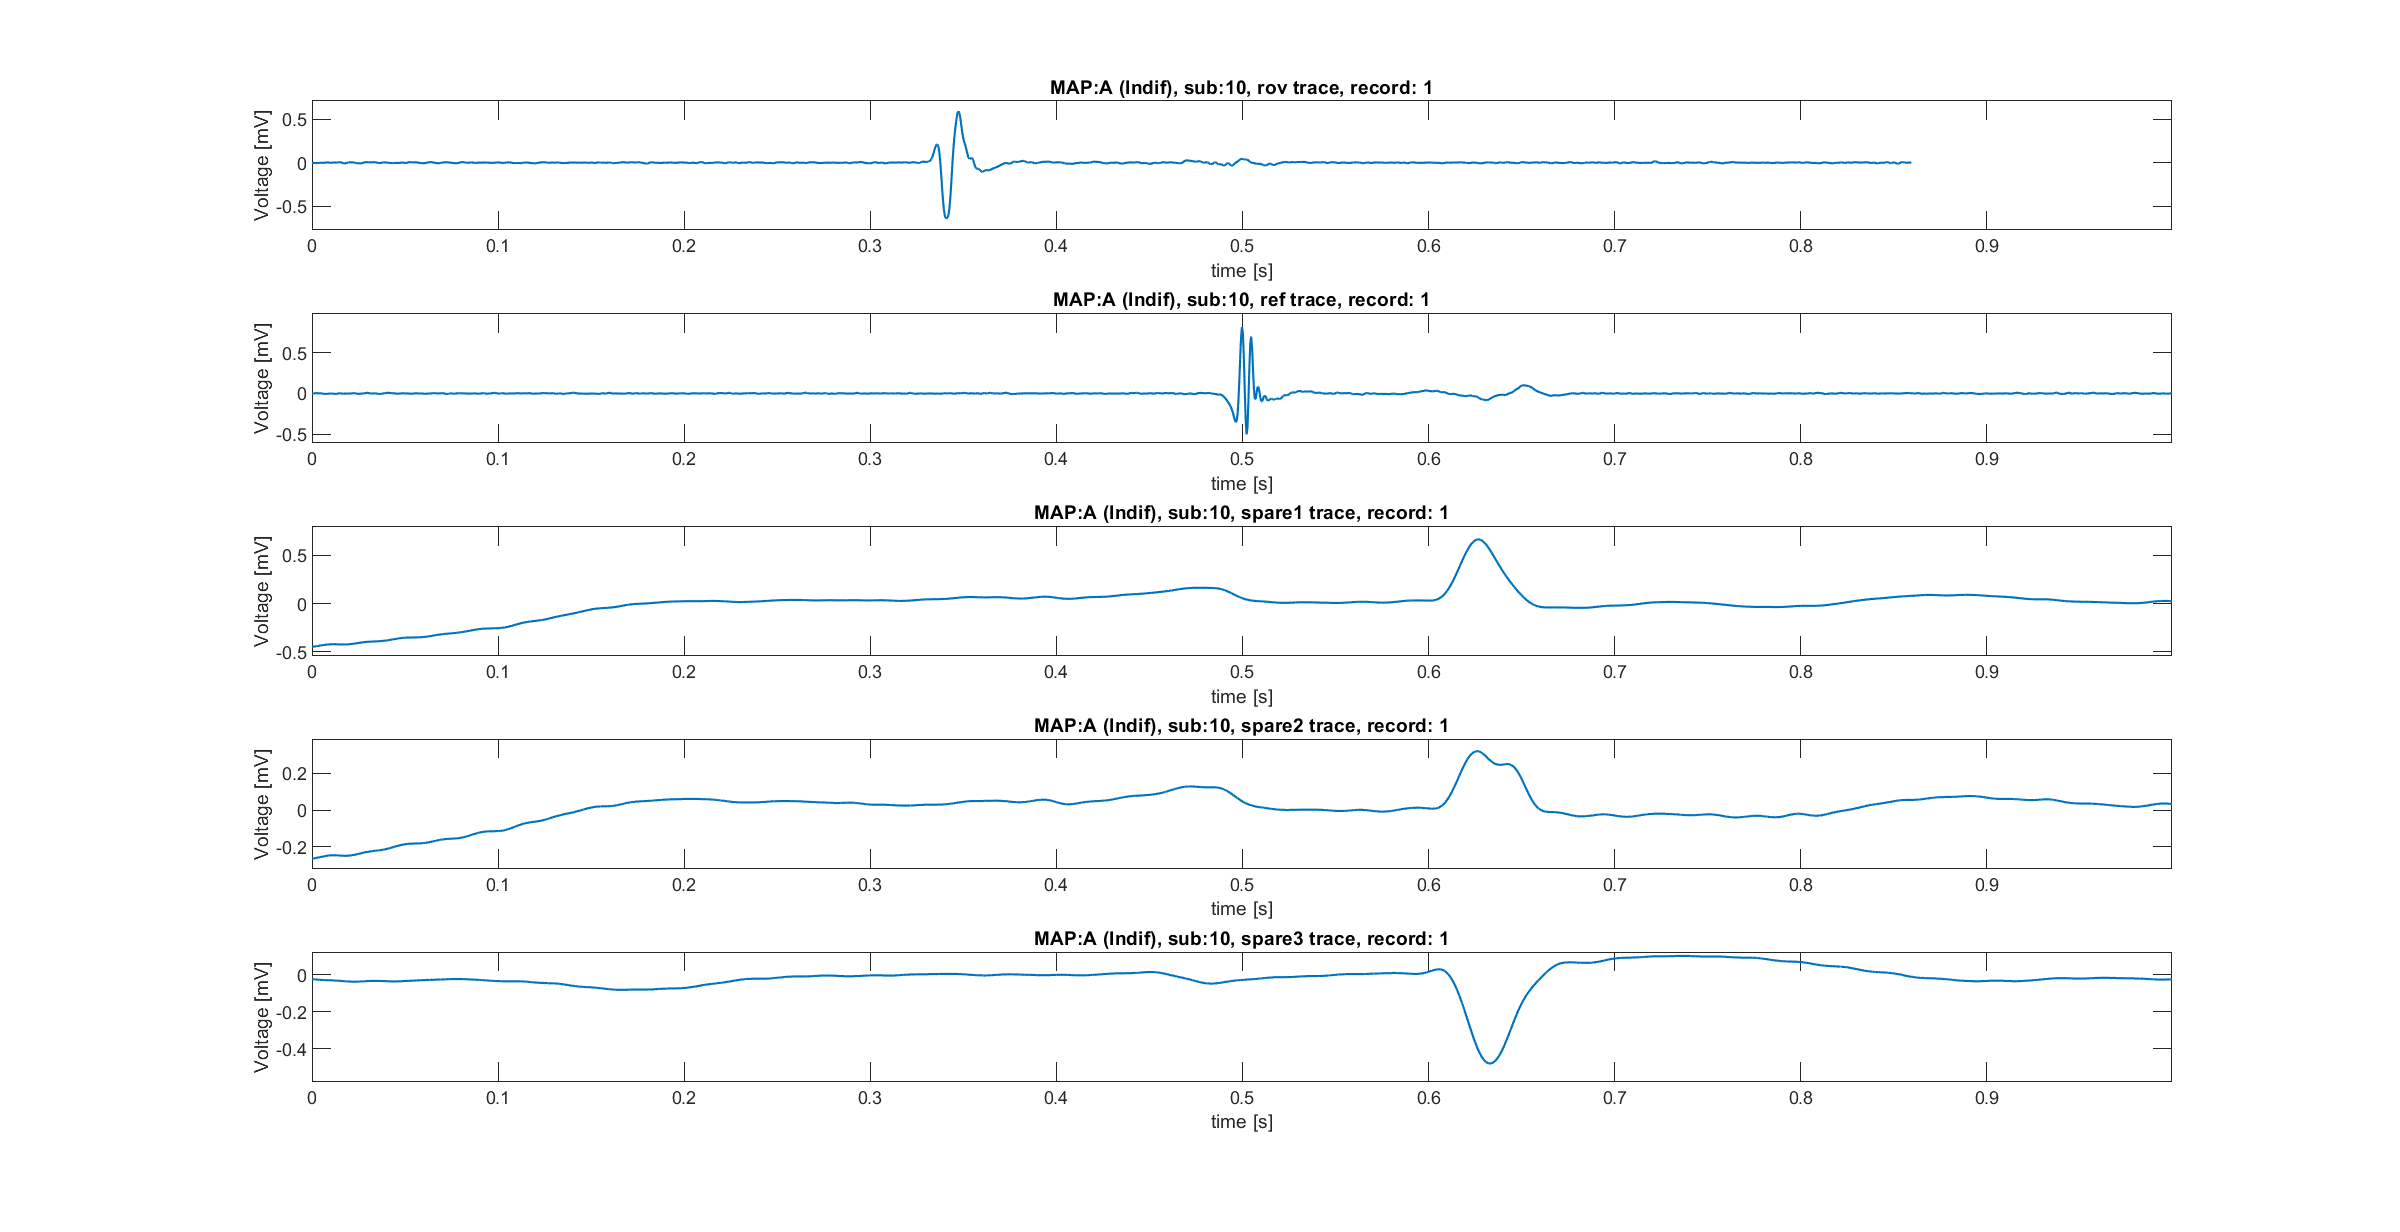 MAP:A (Indif), sub:10, rov trace, record: 1
Voltage [mV]
0.5
0
-0.5
0 0.1 0.2 0.3 0.4 0.5 0.6 0.7 0.8 0.9
time [s]
MAP:A (Indif), sub:10, ref trace, record: 1
Voltage [mV]
0.5
0
-0.5
0 0.1 0.2 0.3 0.4 0.5 0.6 0.7 0.8 0.9
time [s]
MAP:A (Indif), sub:10, spare1 trace, record: 1
Voltage [mV]
0.5
0
-0.5
0 0.1 0.2 0.3 0.4 0.5 0.6 0.7 0.8 0.9
time [s]
MAP:A (Indif), sub:10, spare2 trace, record: 1
Voltage [mV]
0.2
0
-0.2
0 0.1 0.2 0.3 0.4 0.5 0.6 0.7 0.8 0.9
time [s]
MAP:A (Indif), sub:10, spare3 trace, record: 1
Voltage [mV]
0
-0.2
-0.4
0 0.1 0.2 0.3 0.4 0.5 0.6 0.7 0.8 0.9
time [s]